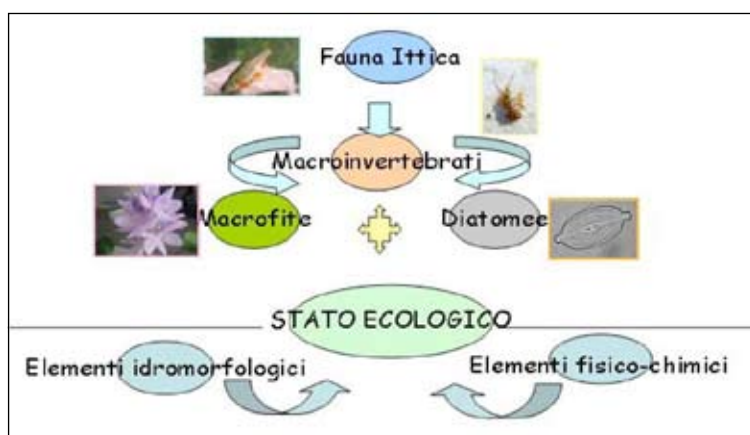 Fauna Ittica
Macroinvertebrati
Macrofite
Diatomee
STATO ECOLOGICO
Elementi idromorfologici
Elementi fisico-chimici